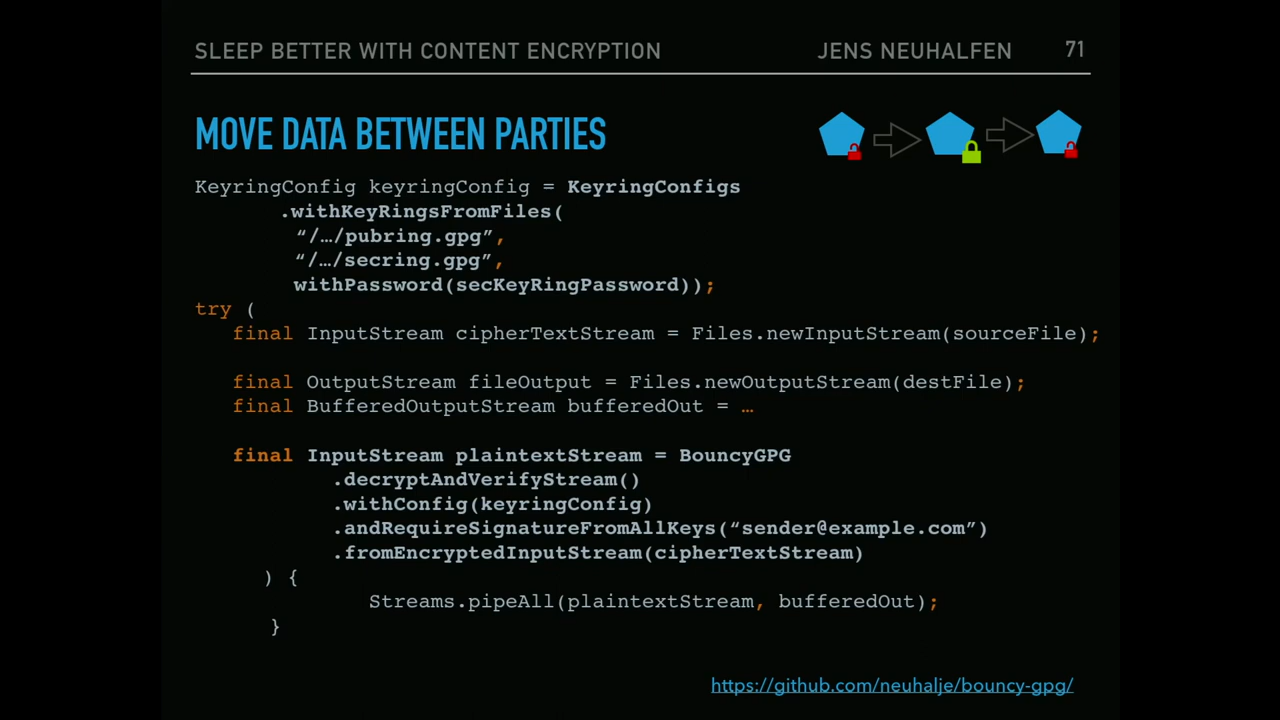 SLEEP BETTER WITH CONTENT ENCRYPTION JENS NEUHALFEN 71
MOVE DATA BETWEEN PARTIES
KeyringConfig keyringConfig = KeyringConfigs
.withKeyRingsFromFiles(
“/…/pubring.gpg”,
“/…/secring.gpg”,
withPassword(secKeyRingPassword));
try (
final InputStream cipherTextStream = Files.newInputStream(sourceFile);
final OutputStream fileOutput = Files.newOutputStream(destFile);
final BufferedOutputStream bufferedOut = …
final InputStream plaintextStream = BouncyGPG
.decryptAndVerifyStream()
.withConfig(keyringConfig)
.andRequireSignatureFromAllKeys(“sender@example.com”)
.fromEncryptedInputStream(cipherTextStream)
) {
Streams.pipeAll(plaintextStream, bufferedOut);
}
https://github.com/neuhalje/bouncy-gpg/